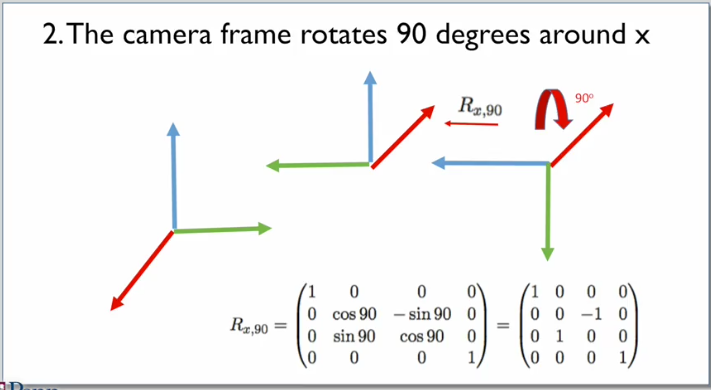 2. The camera frame rotates 90 degrees around x
R_{x,90}
90°
R_{x,90} = \begin{pmatrix} 1 & 0 & 0 & 0 \\ 0 & \cos 90 & -\sin 90 & 0 \\ 0 & \sin 90 & \cos 90 & 0 \\ 0 & 0 & 0 & 1 \end{pmatrix} = \begin{pmatrix} 1 & 0 & 0 & 0 \\ 0 & 0 & -1 & 0 \\ 0 & 1 & 0 & 0 \\ 0 & 0 & 0 & 1 \end{pmatrix}